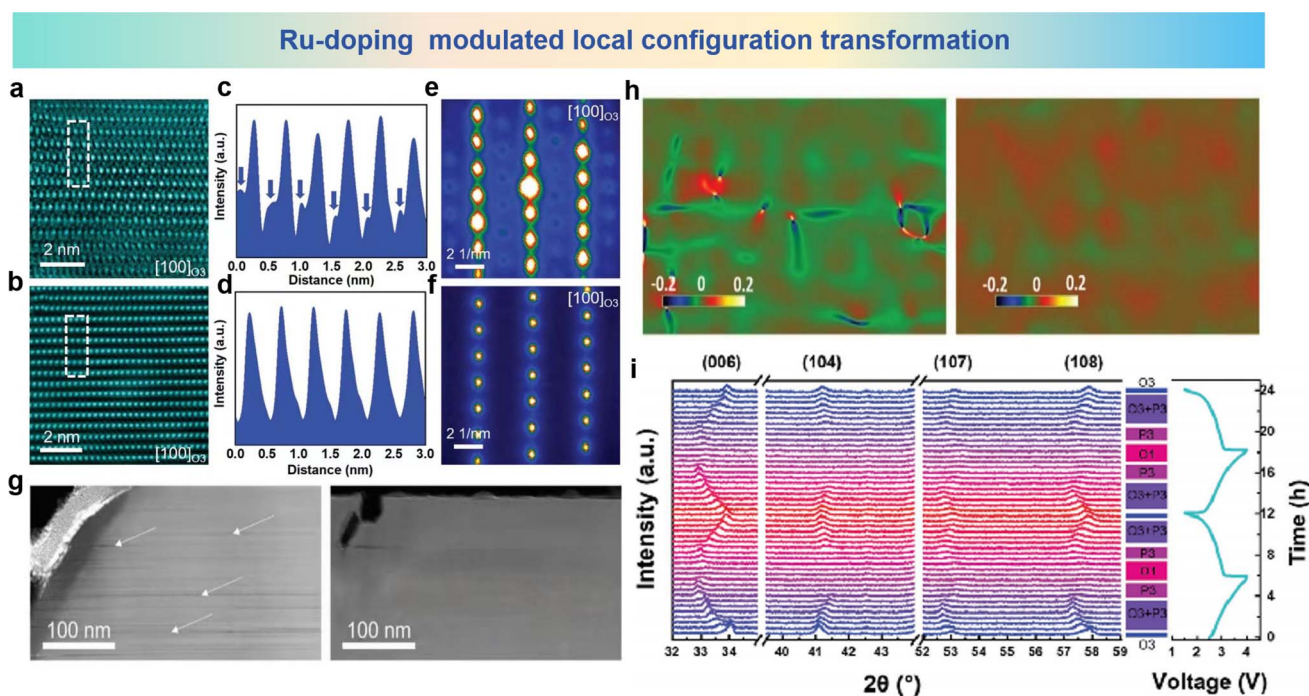 Ru-doping modulated local configuration transformation
a
2 nm
[100]O3
b
2 nm
[100]O3
c
Intensity (a.u.)
0.0 0.5 1.0 1.5 2.0 2.5 3.0
Distance (nm)
d
Intensity (a.u.)
0.0 0.5 1.0 1.5 2.0 2.5 3.0
Distance (nm)
e
[100]O3
2 1/nm
f
[100]O3
2 1/nm
g
100 nm
100 nm
h
-0.2 0 0.2
-0.2 0 0.2
i
(006) (104) (107) (108)
Intensity (a.u.)
32 33 34 40 41 42 52 53 54 55 56 57 58 59
2θ (°)
O3
O3+P3
P3
O1
P3
O3+P3
O3+P3
P3
O1
P3
O3+P3
O3
24
20
16
12
8
4
0
Time (h)
1 2 3 4
Voltage (V)